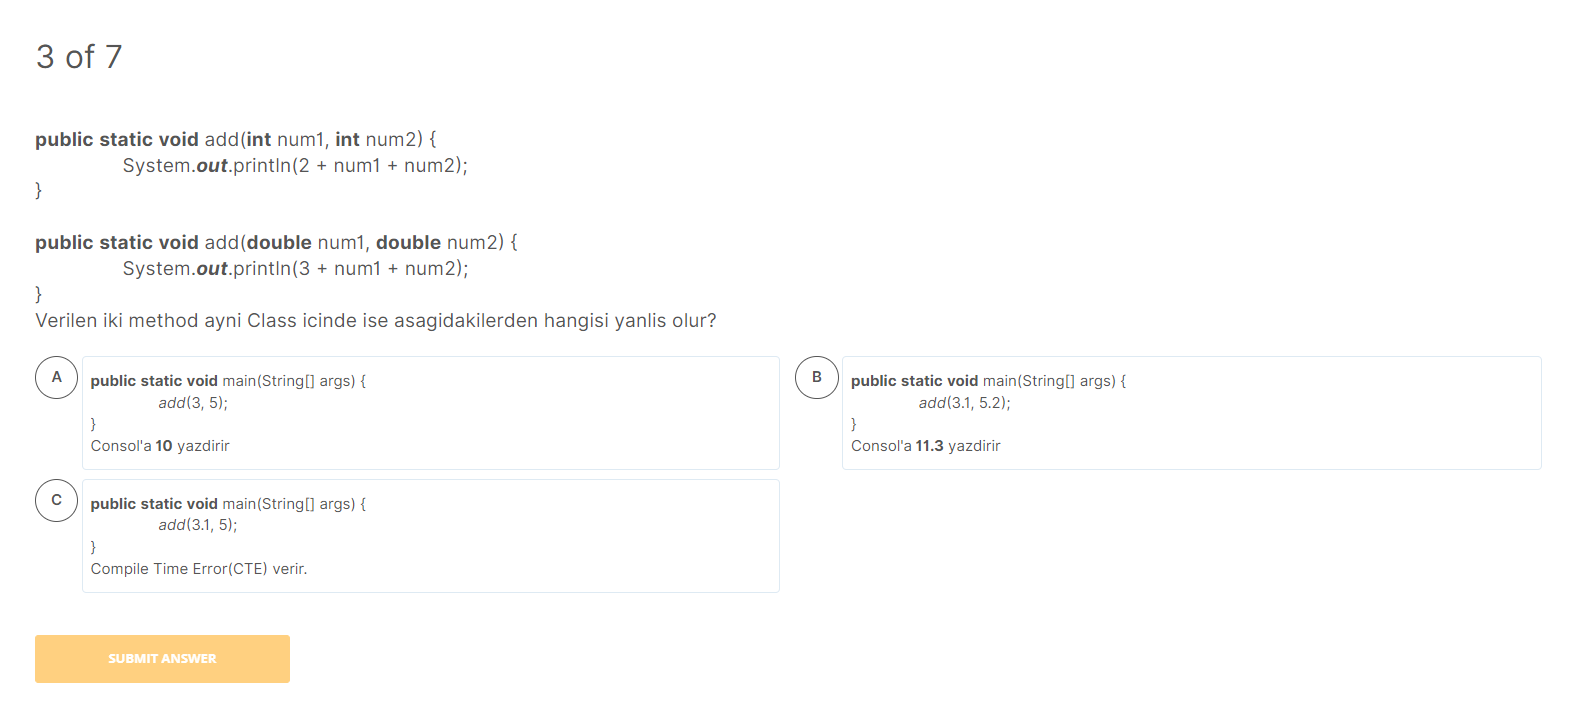 3 of 7
public static void add(int num1, int num2) {
System.out.println(2 + num1 + num2);
}
public static void add(double num1, double num2) {
System.out.println(3 + num1 + num2);
}
Verilen iki method ayni Class icinde ise asagidakilerden hangisi yanlis olur?
A
public static void main(String[] args) {
add(3, 5);
}
Consol'a 10 yazdirir
B
public static void main(String[] args) {
add(3.1, 5.2);
}
Consol'a 11.3 yazdirir
C
public static void main(String[] args) {
add(3.1, 5);
}
Compile Time Error(CTE) verir.
SUBMIT ANSWER